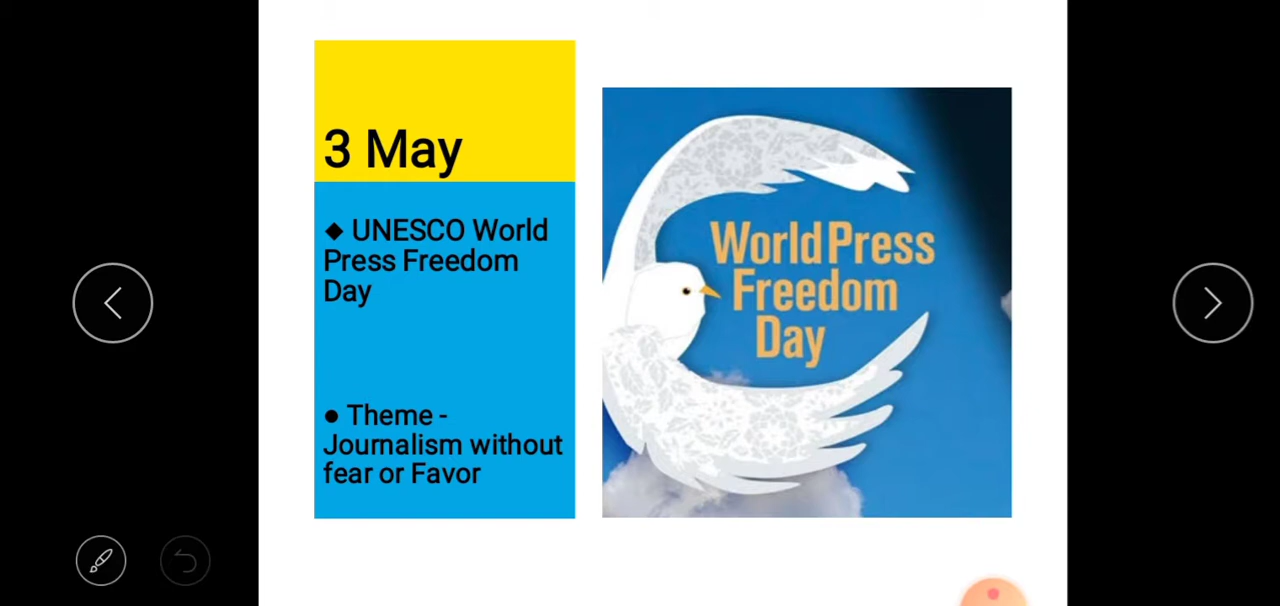 3 May
◆ UNESCO World
Press Freedom
Day
● Theme -
Journalism without
fear or Favor
World Press
Freedom
Day